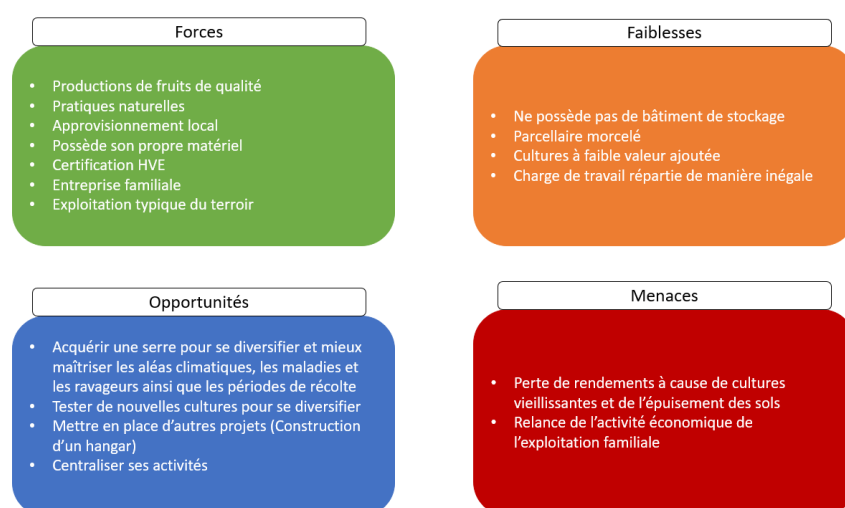 Forces
• Productions de fruits de qualité
• Pratiques naturelles
• Approvisionnement local
• Possède son propre matériel
• Certification HVE
• Entreprise familiale
• Exploitation typique du terroir
Faiblesses
• Ne possède pas de bâtiment de stockage
• Parcellaire morcelé
• Cultures à faible valeur ajoutée
• Charge de travail répartie de manière inégale
Opportunités
• Acquérir une serre pour se diversifier et mieux
maîtriser les aléas climatiques, les maladies et
les ravageurs ainsi que les périodes de récolte
• Tester de nouvelles cultures pour se diversifier
• Mettre en place d'autres projets (Construction
d'un hangar)
• Centraliser ses activités
Menaces
• Perte de rendements à cause de cultures
vieillissantes et de l'épuisement des sols
• Relance de l'activité économique de
l'exploitation familiale